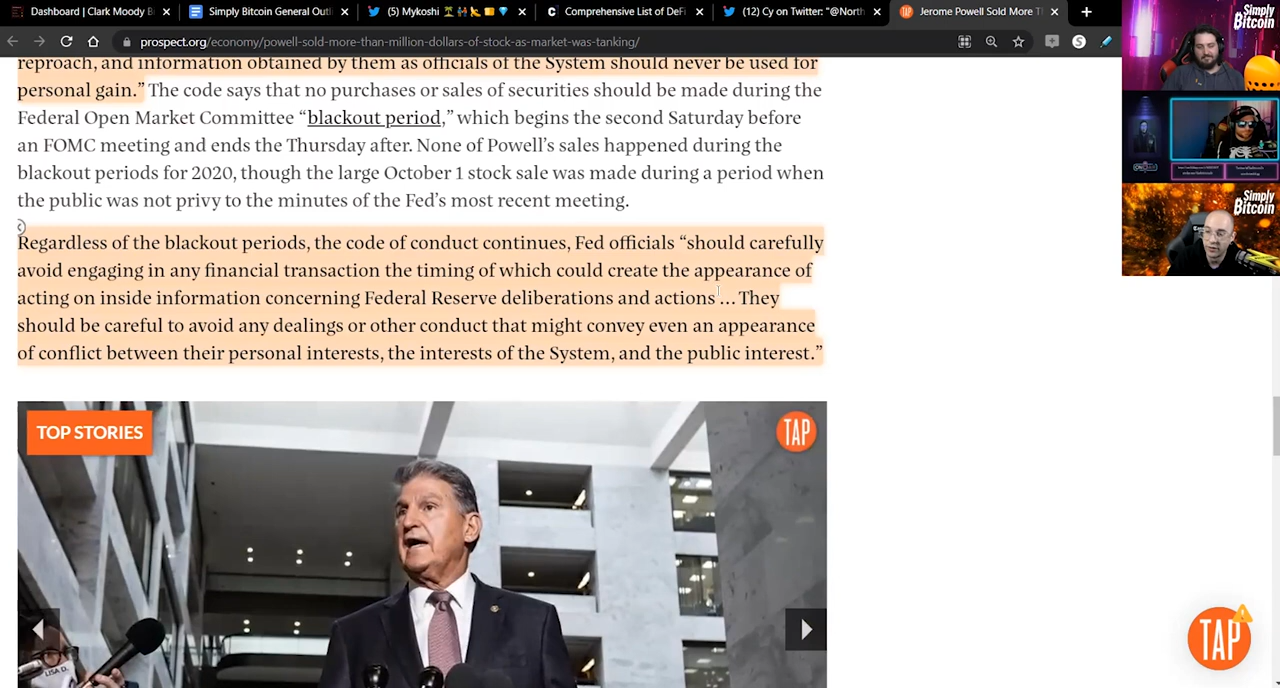 Dashboard | Clark Moody B
Simply Bitcoin General Outli
(5) Mykoshi
Comprehensive List of DeFi
(12) Cy on Twitter: "@North
Jerome Powell Sold More Th
prospect.org/economy/powell-sold-more-than-million-dollars-of-stock-as-market-was-tanking/
Simply
Bitcoin
reproach, and information obtained by them as officials of the System should never be used for
personal gain.” The code says that no purchases or sales of securities should be made during the
Federal Open Market Committee “blackout period,” which begins the second Saturday before
an FOMC meeting and ends the Thursday after. None of Powell’s sales happened during the
blackout periods for 2020, though the large October 1 stock sale was made during a period when
the public was not privy to the minutes of the Fed’s most recent meeting.
Regardless of the blackout periods, the code of conduct continues, Fed officials “should carefully
avoid engaging in any financial transaction the timing of which could create the appearance of
acting on inside information concerning Federal Reserve deliberations and actions … They
should be careful to avoid any dealings or other conduct that might convey even an appearance
of conflict between their personal interests, the interests of the System, and the public interest.”
Simply
Bitcoin
TOP STORIES
TAP
LISA D.
TAP